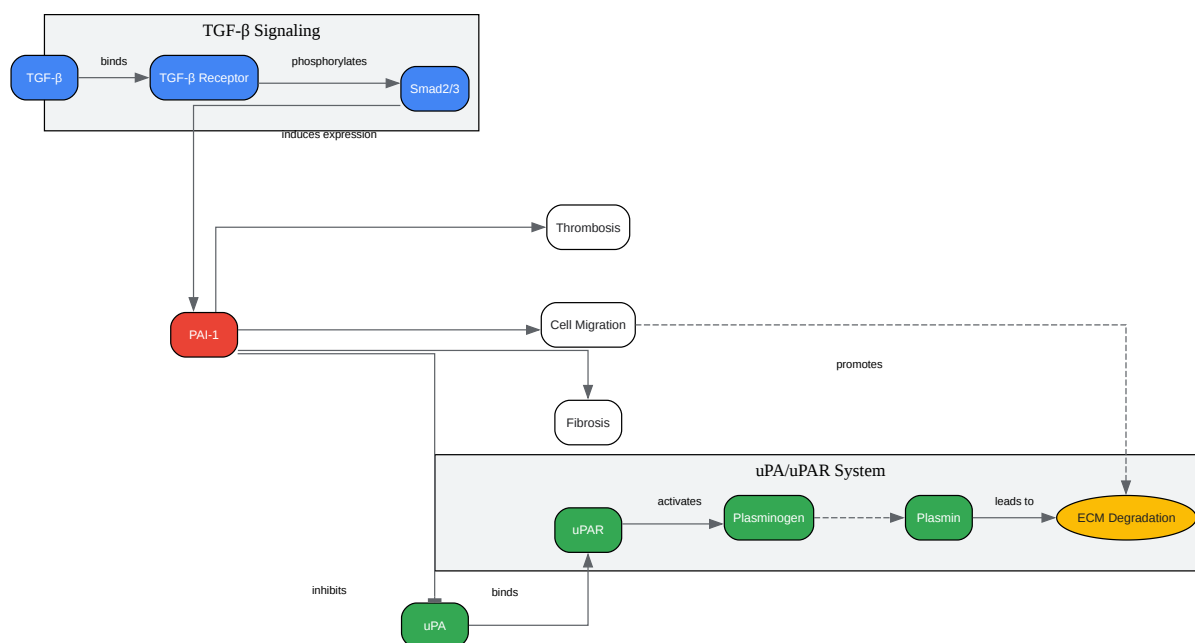 TGF-β Signaling
TGF-β
binds
TGF-β Receptor
phosphorylates
Smad2/3
induces expression
Thrombosis
PAI-1
Cell Migration
promotes
Fibrosis
uPA/uPAR System
uPAR
activates
Plasminogen
Plasmin
leads to
ECM Degradation
inhibits
uPA
binds